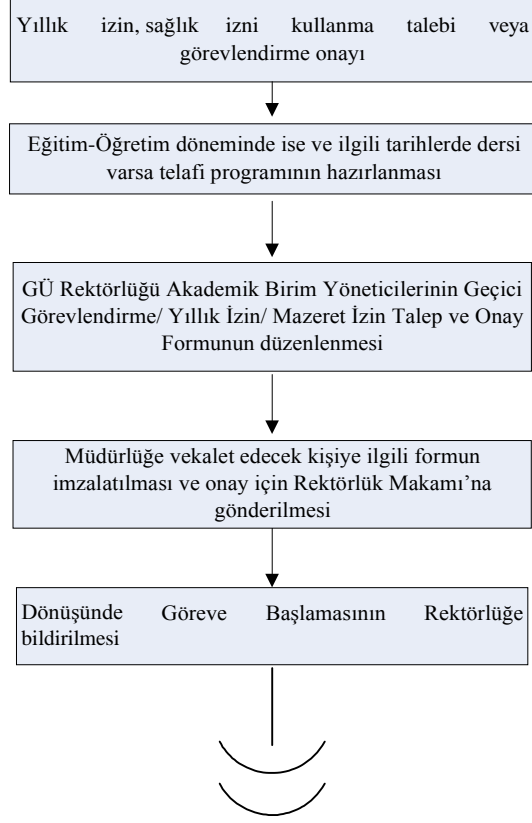 Yıllık izin, sağlık izni kullanma talebi veya
görevlendirme onayı
Eğitim-Öğretim döneminde ise ve ilgili tarihlerde dersi
varsa telafi programının hazırlanması
GÜ Rektörlüğü Akademik Birim Yöneticilerinin Geçici
Görevlendirme/ Yıllık İzin/ Mazeret İzin Talep ve Onay
Formunun düzenlenmesi
Müdürlüğe vekalet edecek kişiye ilgili formun
imzalatılması ve onay için Rektörlük Makamı’na
gönderilmesi
Dönüşünde Göreve Başlamasının Rektörlüğe
bildirilmesi